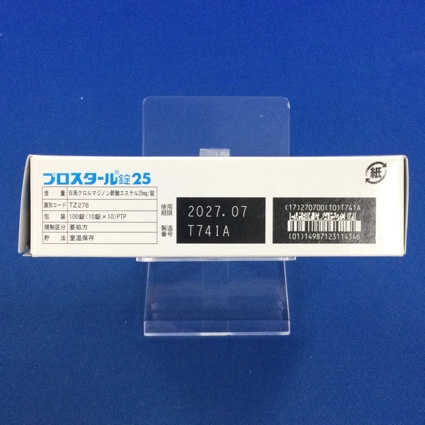 プロスタール®錠25
含 量 日局クロルマジノン酢酸エステル25mg/錠
識別コード TZ276
包 装 100錠(10錠×10)PTP
規制区分 要処方
貯 法 室温保存
使用期限 2027.07
製造番号 T741A
(17)270700(10)T741A
(01)14987123114346
紙